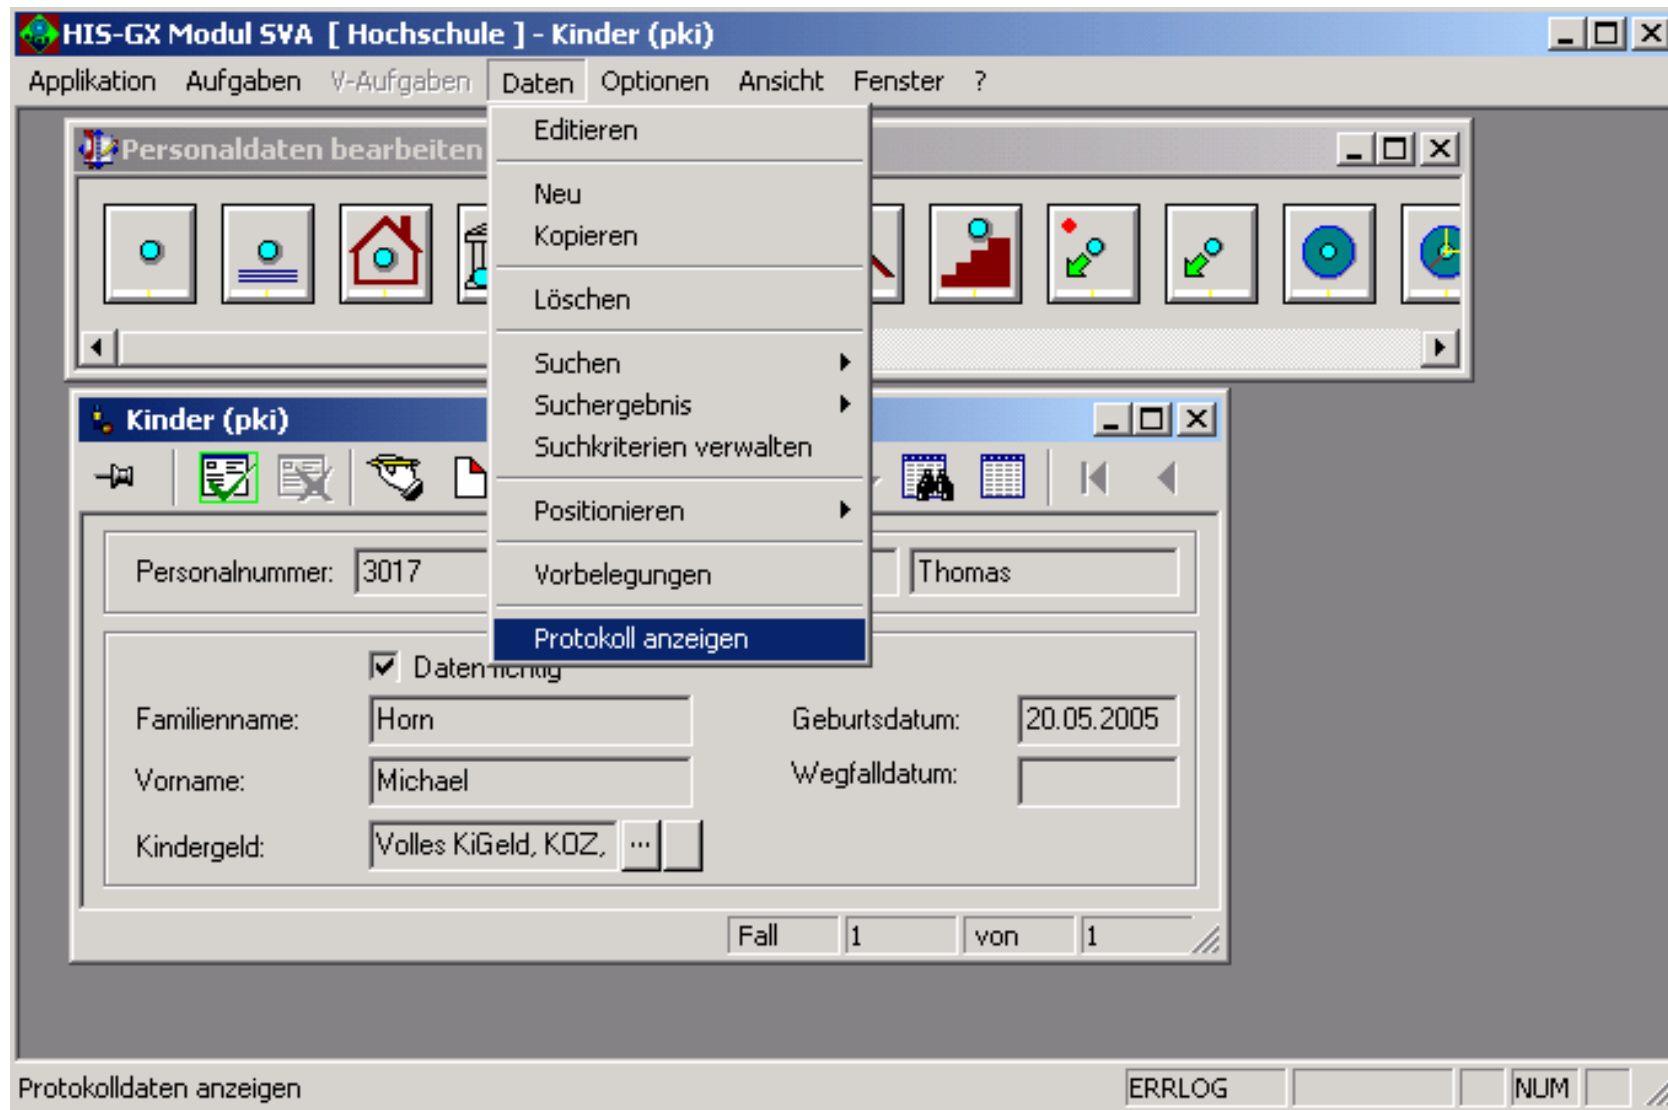 HIS-GX Modul SVA [ Hochschule ] - Kinder (pki)
Applikation Aufgaben V-Aufgaben Daten Optionen Ansicht Fenster ?
Personaldaten bearbeiten
Editieren
Neu
Kopieren
Löschen
Suchen
Suchergebnis
Suchkriterien verwalten
Positionieren
Vorbelegungen
Protokoll anzeigen
Kinder (pki)
Personalnummer: 3017 Thomas
Daten
Familienname: Horn Geburtsdatum: 20.05.2005
Vorname: Michael Wegfalldatum:
Kindergeld: Volles KiGeld, KOZ, ...
Fall 1 von 1
Protokolldaten anzeigen ERRLOG NUM